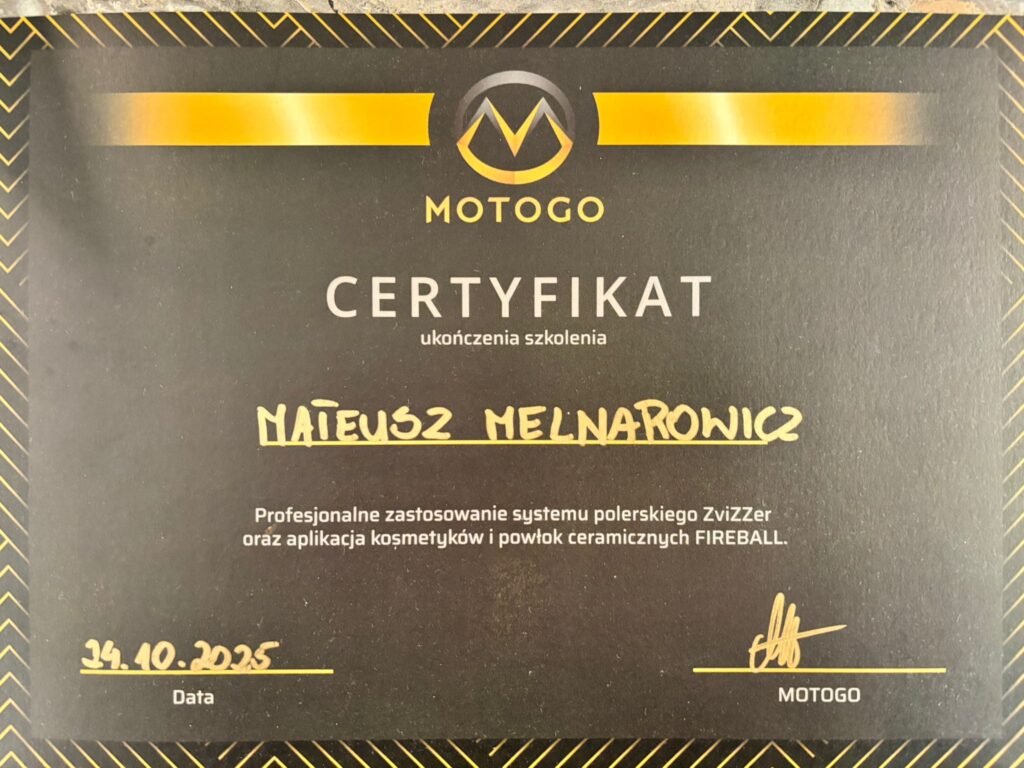 MOTOGO
CERTYFIKAT
ukończenia szkolenia
MATEUSZ MELNAROWICZ
Profesjonalne zastosowanie systemu polerskiego ZviZZer
oraz aplikacja kosmetyków i powłok ceramicznych FIREBALL.
24.10.2025
Data
MOTOGO